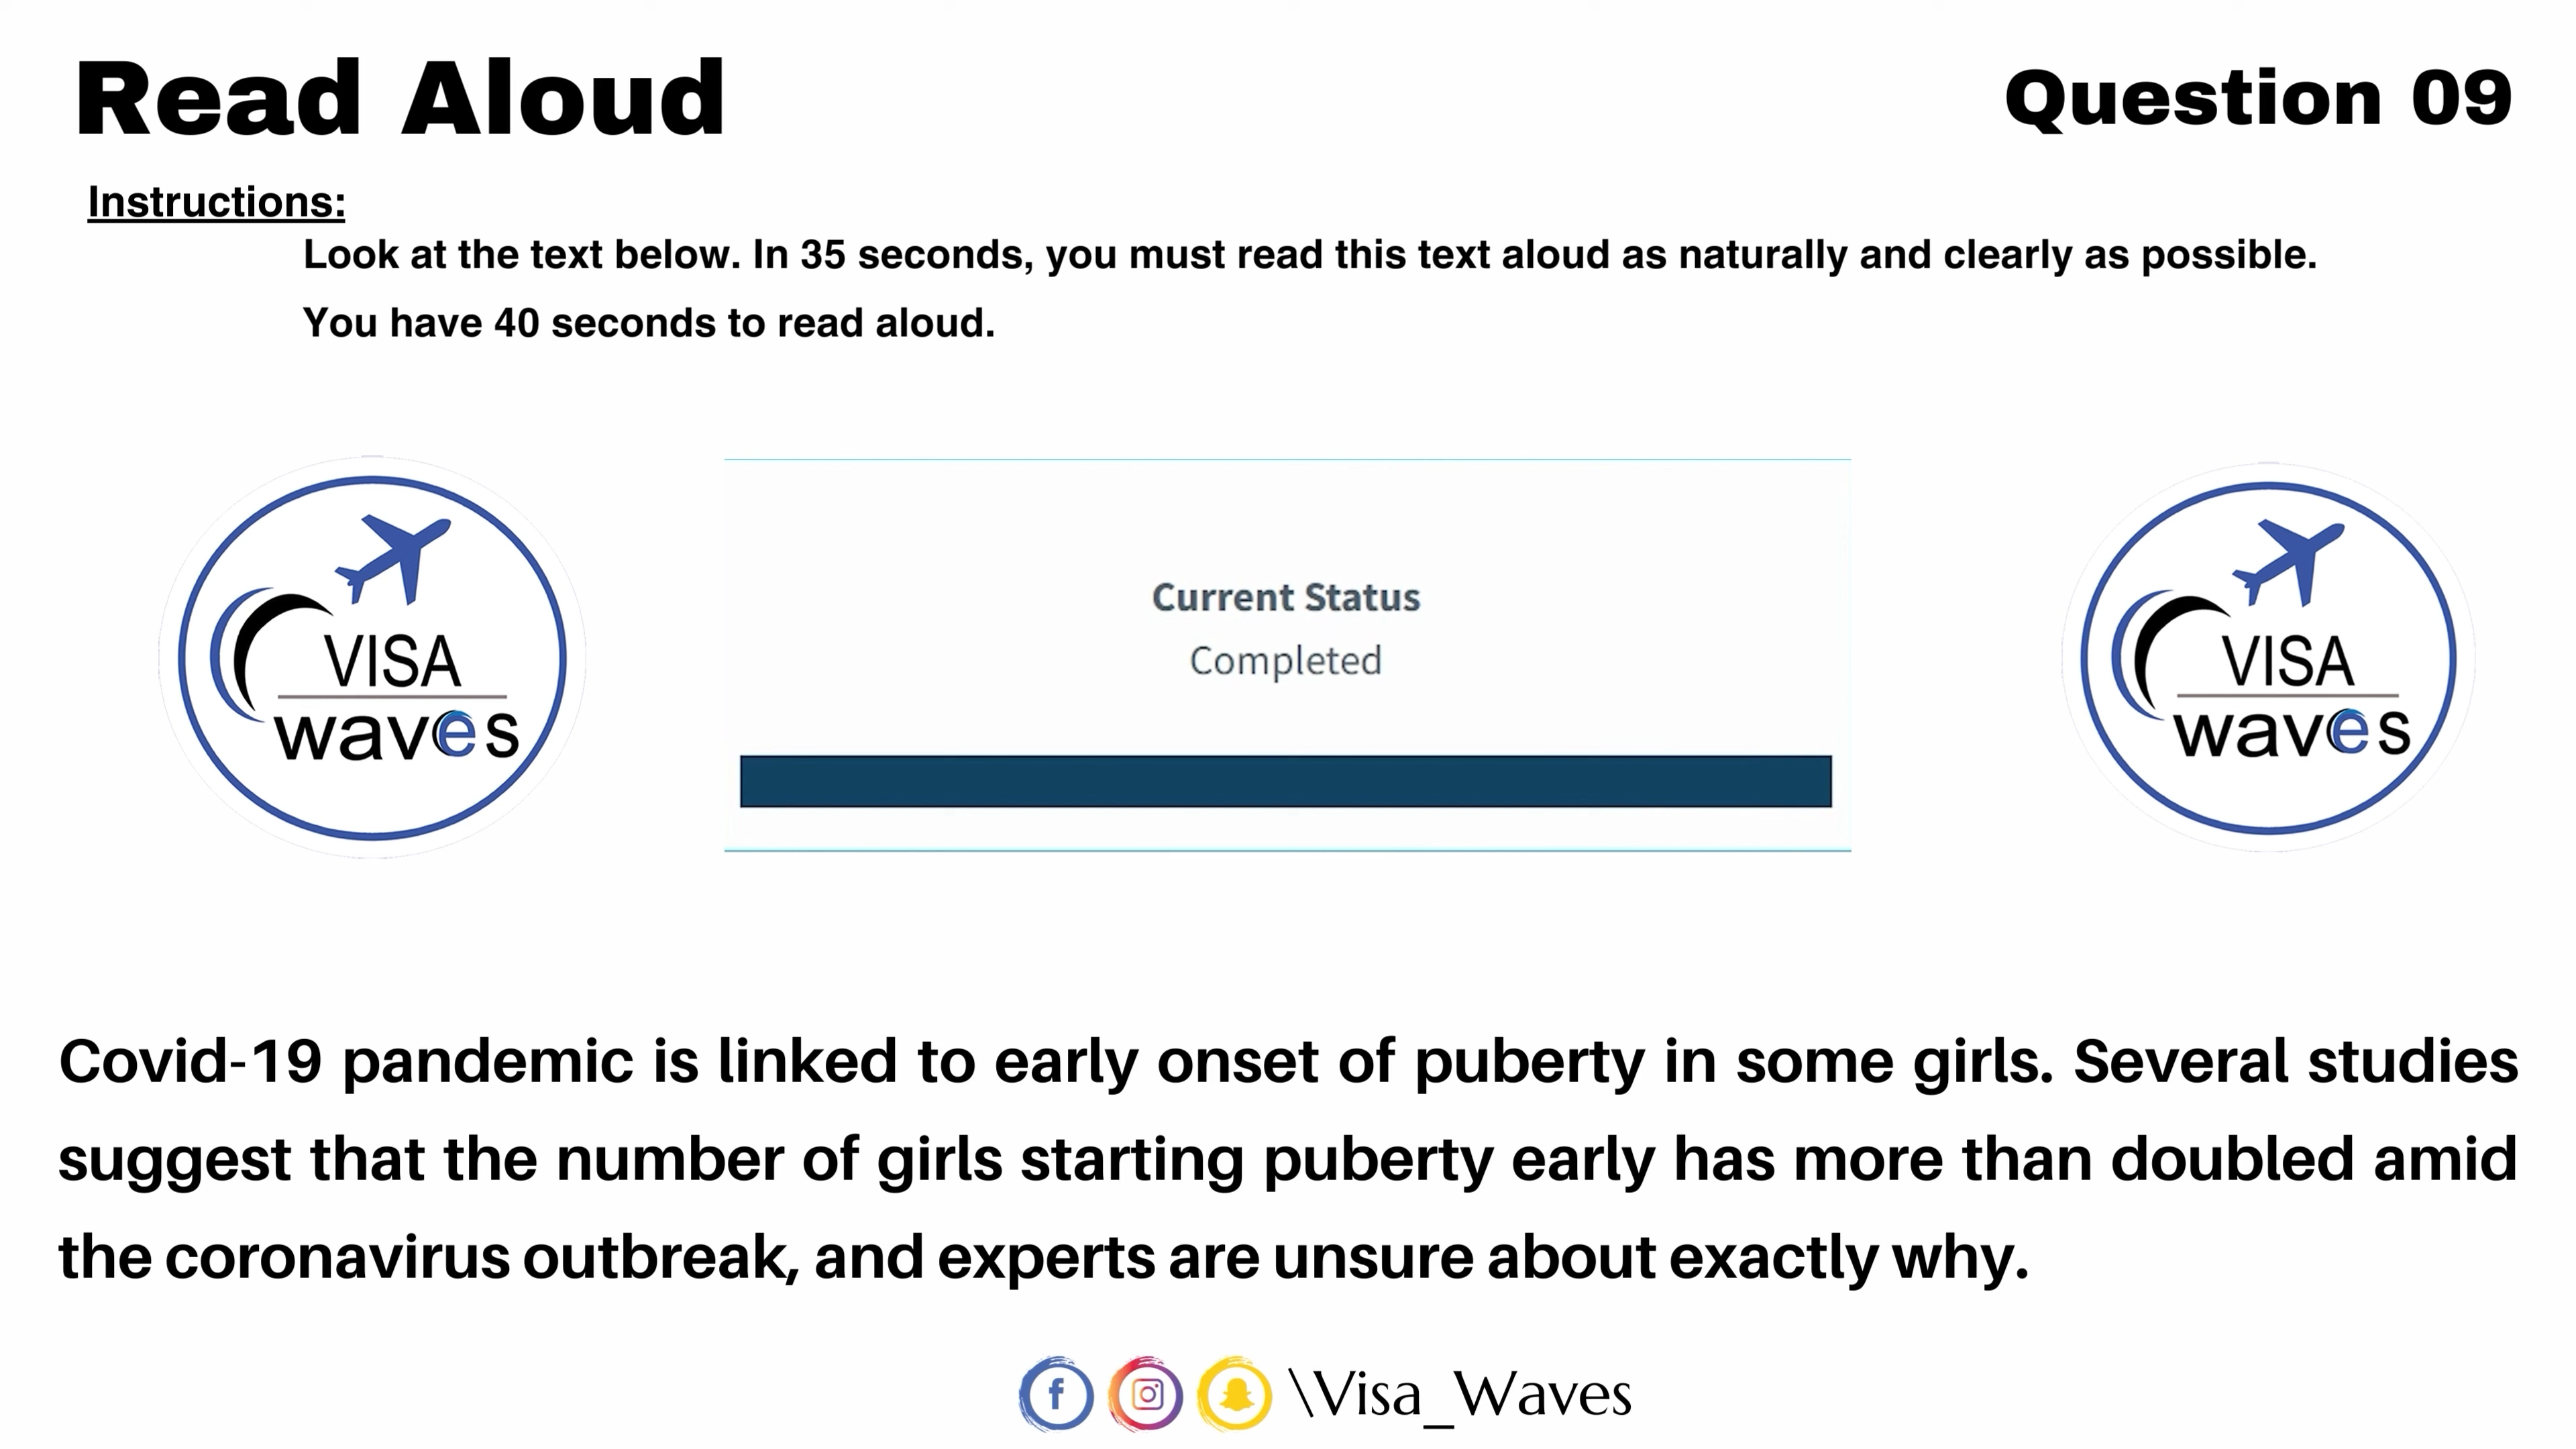 Read Aloud
Question 09
Instructions:
Look at the text below. In 35 seconds, you must read this text aloud as naturally and clearly as possible.
You have 40 seconds to read aloud.
VISA
waves
Current Status
Completed
VISA
waves
Covid-19 pandemic is linked to early onset of puberty in some girls. Several studies
suggest that the number of girls starting puberty early has more than doubled amid
the coronavirus outbreak, and experts are unsure about exactly why.
\Visa_Waves